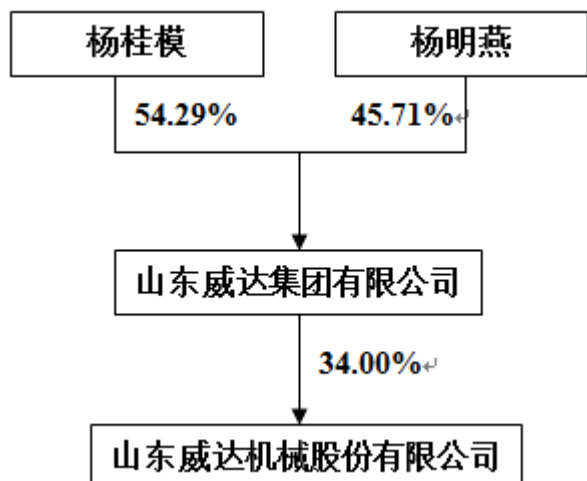 杨桂模
杨明燕
54.29%
45.71%
山东威达集团有限公司
34.00%
山东威达机械股份有限公司